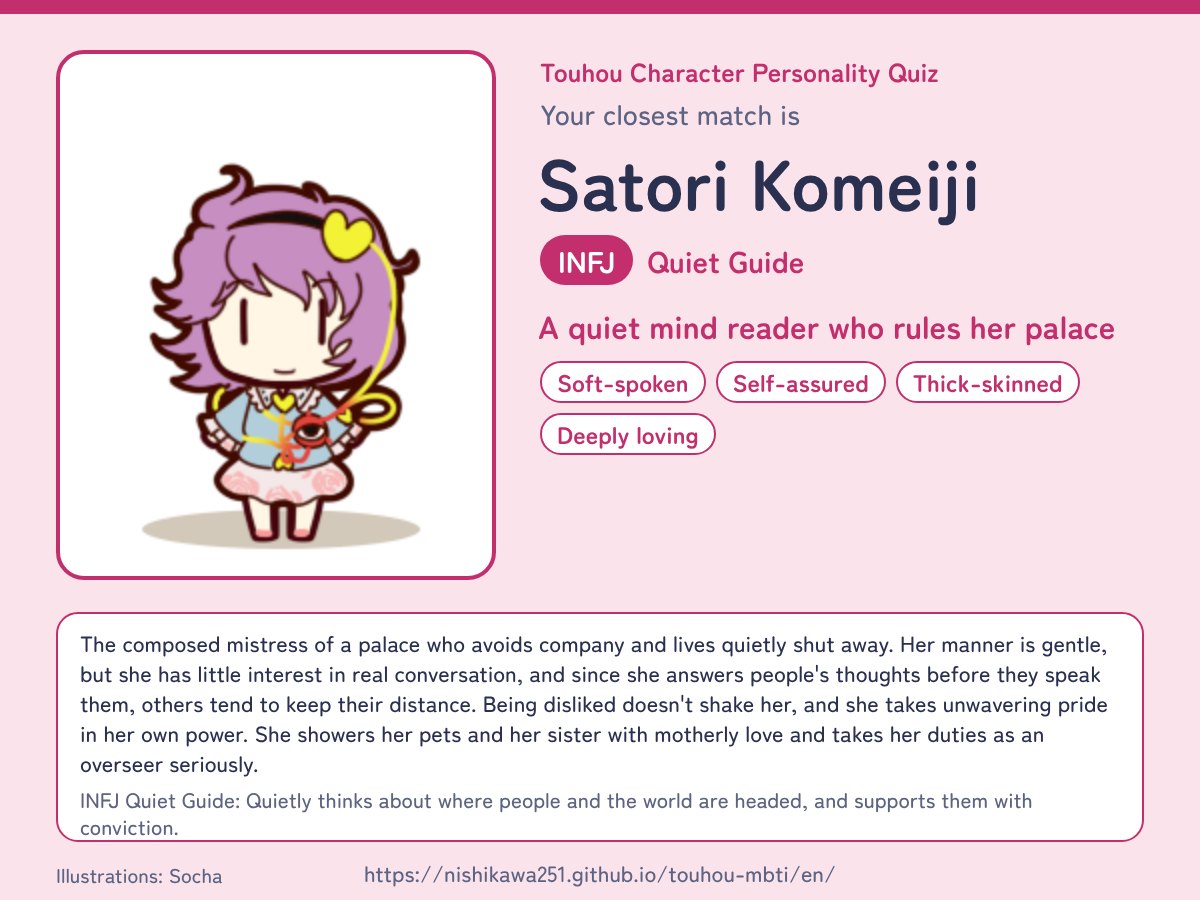 Touhou Character Personality Quiz
Your closest match is
Satori Komeiji
INFJ Quiet Guide
A quiet mind reader who rules her palace
Soft-spoken Self-assured Thick-skinned
Deeply loving
The composed mistress of a palace who avoids company and lives quietly shut away. Her manner is gentle,
but she has little interest in real conversation, and since she answers people's thoughts before they speak
them, others tend to keep their distance. Being disliked doesn't shake her, and she takes unwavering pride
in her own power. She showers her pets and her sister with motherly love and takes her duties as an
overseer seriously.
INFJ Quiet Guide: Quietly thinks about where people and the world are headed, and supports them with
conviction.
Illustrations: Socha https://nishikawa251.github.io/touhou-mbti/en/